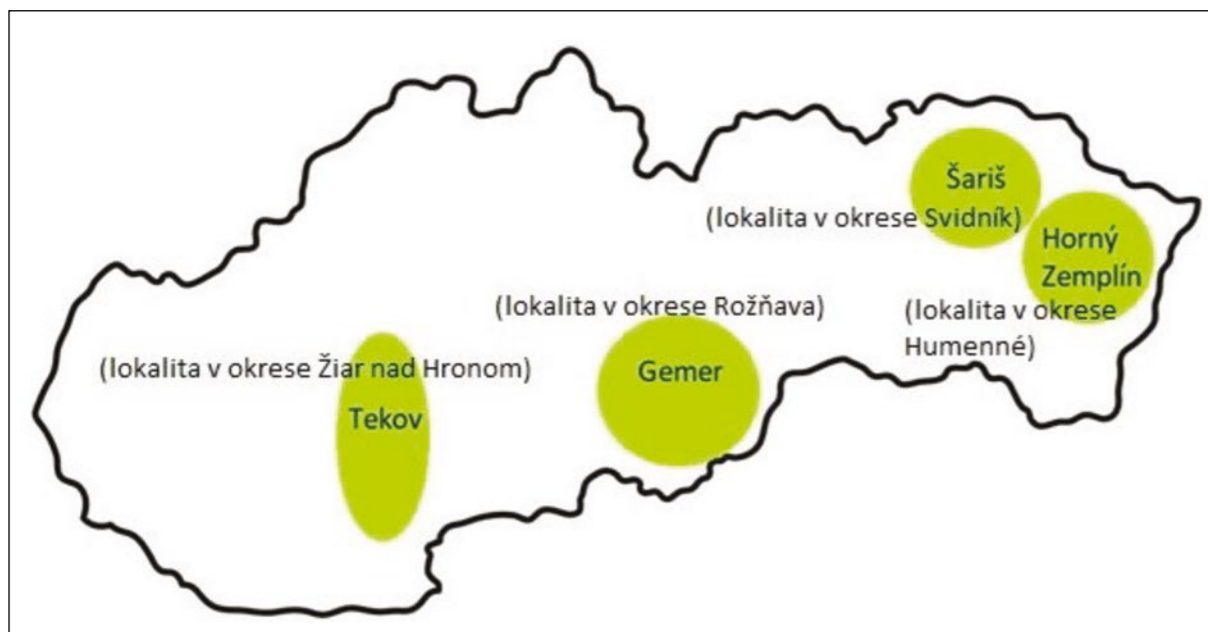 Šariš
(lokalita v okrese Svidník)
Horný
Zemplín
(lokalita v okrese
Humenné)
(lokalita v okrese Rožňava)
Gemer
(lokalita v okrese Žiar nad Hronom)
Tekov